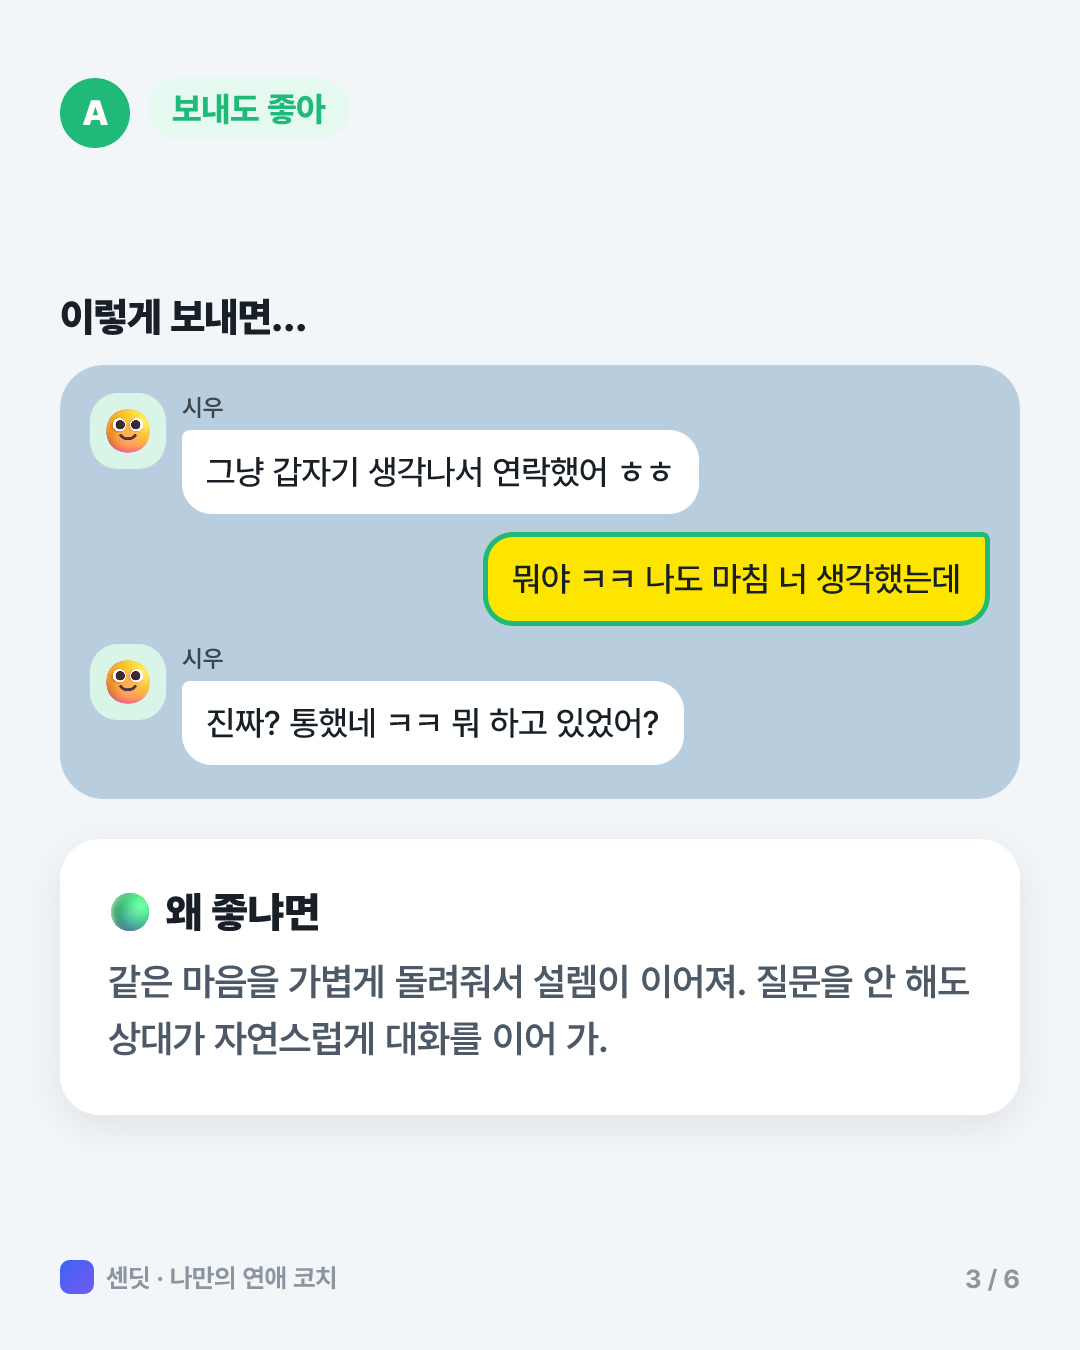 A
보내도 좋아
이렇게 보내면...
시우
그냥 갑자기 생각나서 연락했어 ㅎㅎ
뭐야 ㅋㅋ 나도 마침 너 생각했는데
시우
진짜? 통했네 ㅋㅋ 뭐 하고 있었어?
왜 좋냐면
같은 마음을 가볍게 돌려줘서 설렘이 이어져. 질문을 안 해도
상대가 자연스럽게 대화를 이어 가.
센딧 · 나만의 연애 코치
3 / 6